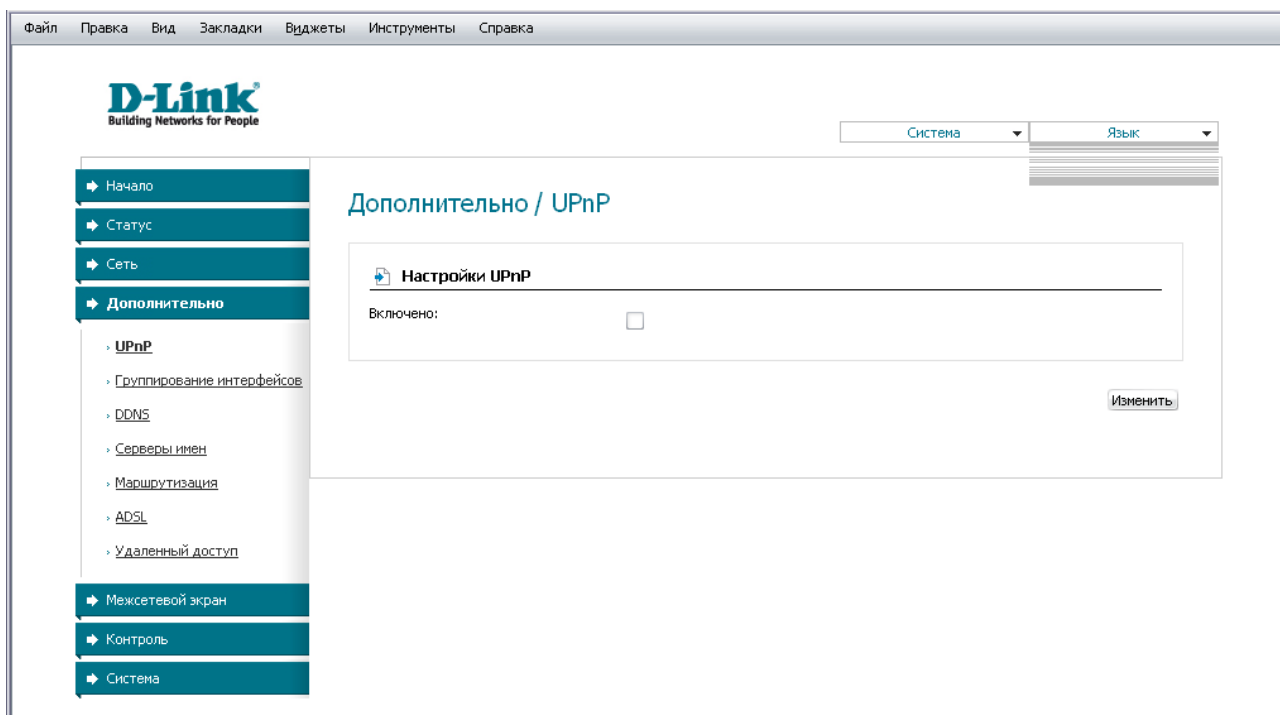 Файл Правка Вид Закладки Виджеты Инструменты Справка
D-Link®
Building Networks for People
Система Язык
Начало
Статус
Сеть
Дополнительно
UPnP
Группирование интерфейсов
DDNS
Серверы имен
Маршрутизация
ADSL
Удаленный доступ
Межсетевой экран
Контроль
Система
Дополнительно / UPnP
Настройки UPnP
Включено:
Изменить